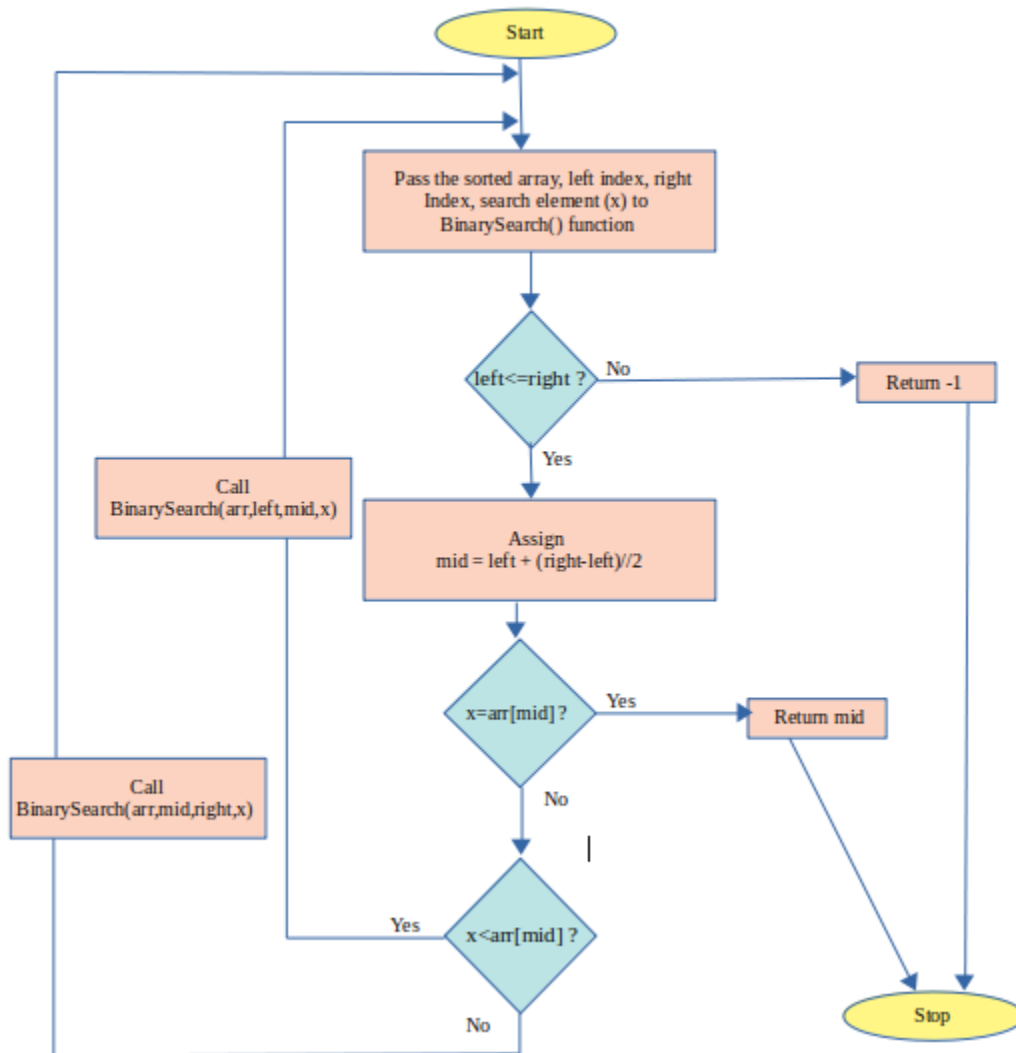 Start
Pass the sorted array, left index, right
Index, search element (x) to
BinarySearch() function
left<=right ?
No
Return -1
Yes
Call
BinarySearch(arr,left,mid,x)
Assign
mid = left + (right-left)//2
x=arr[mid] ?
Yes
Return mid
No
Call
BinarySearch(arr,mid,right,x)
x<arr[mid] ?
Yes
No
Stop